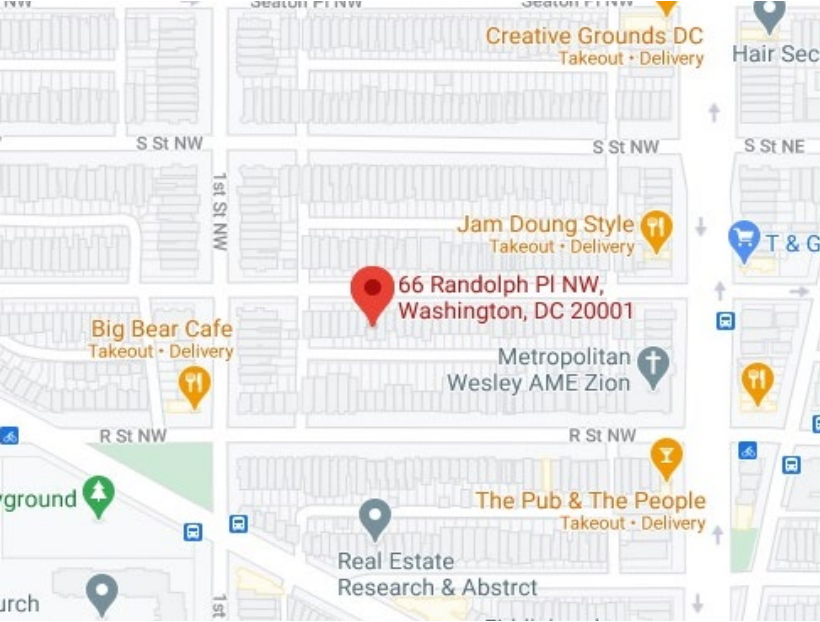 NW
Seaton Pl NW
Seaton Pl NW
Creative Grounds DC
Takeout • Delivery
Hair Sec
S St NW
S St NW
S St NE
1st St NW
Jam Doung Style
Takeout • Delivery
T & G
66 Randolph Pl NW,
Washington, DC 20001
Big Bear Cafe
Takeout • Delivery
Metropolitan
Wesley AME Zion
R St NW
R St NW
yground
The Pub & The People
Takeout • Delivery
Real Estate
Research & Abstrct
urch
1st